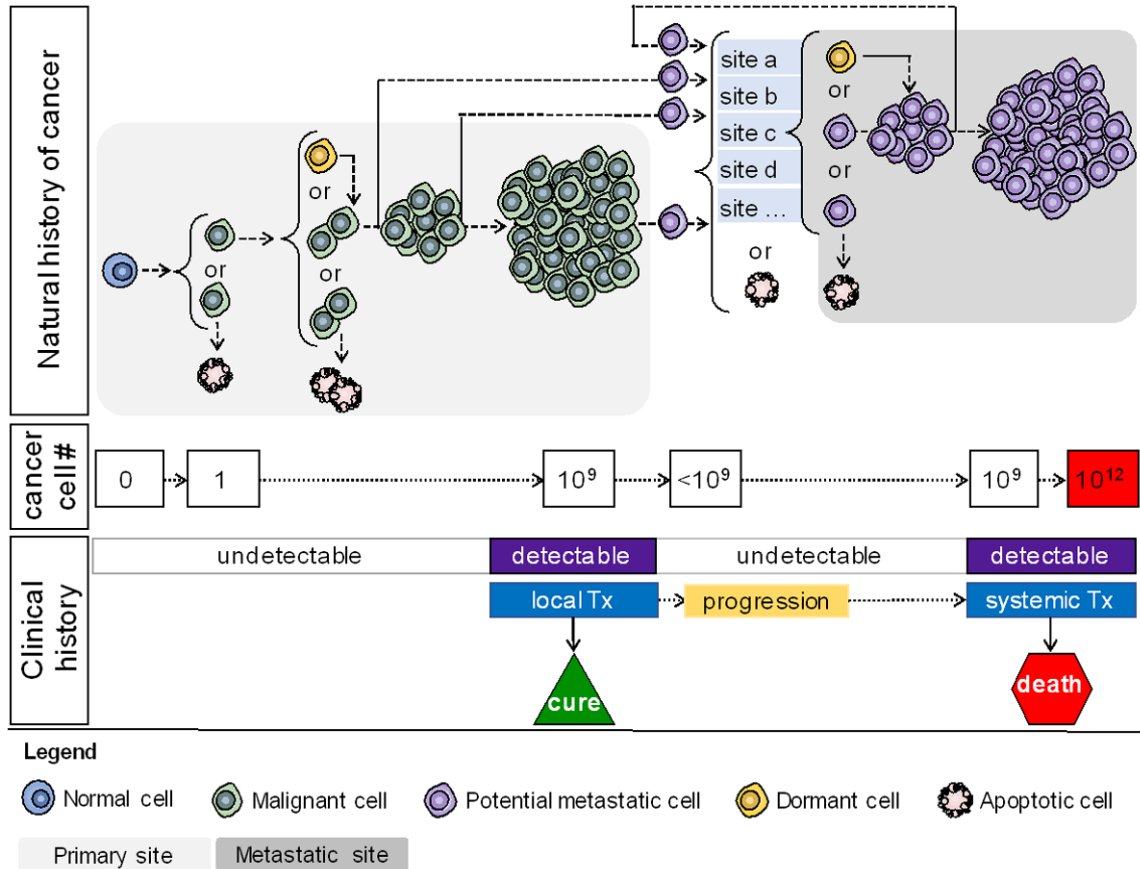 Natural history of cancer
site a
site b
site c
site d
site ...
or
or
or
or
or
or
cancer
cell#
0
1
10⁹
<10⁹
10⁹
10¹²
Clinical
history
undetectable
detectable
undetectable
detectable
local Tx
progression
systemic Tx
cure
death
Legend
Normal cell
Malignant cell
Potential metastatic cell
Dormant cell
Apoptotic cell
Primary site
Metastatic site